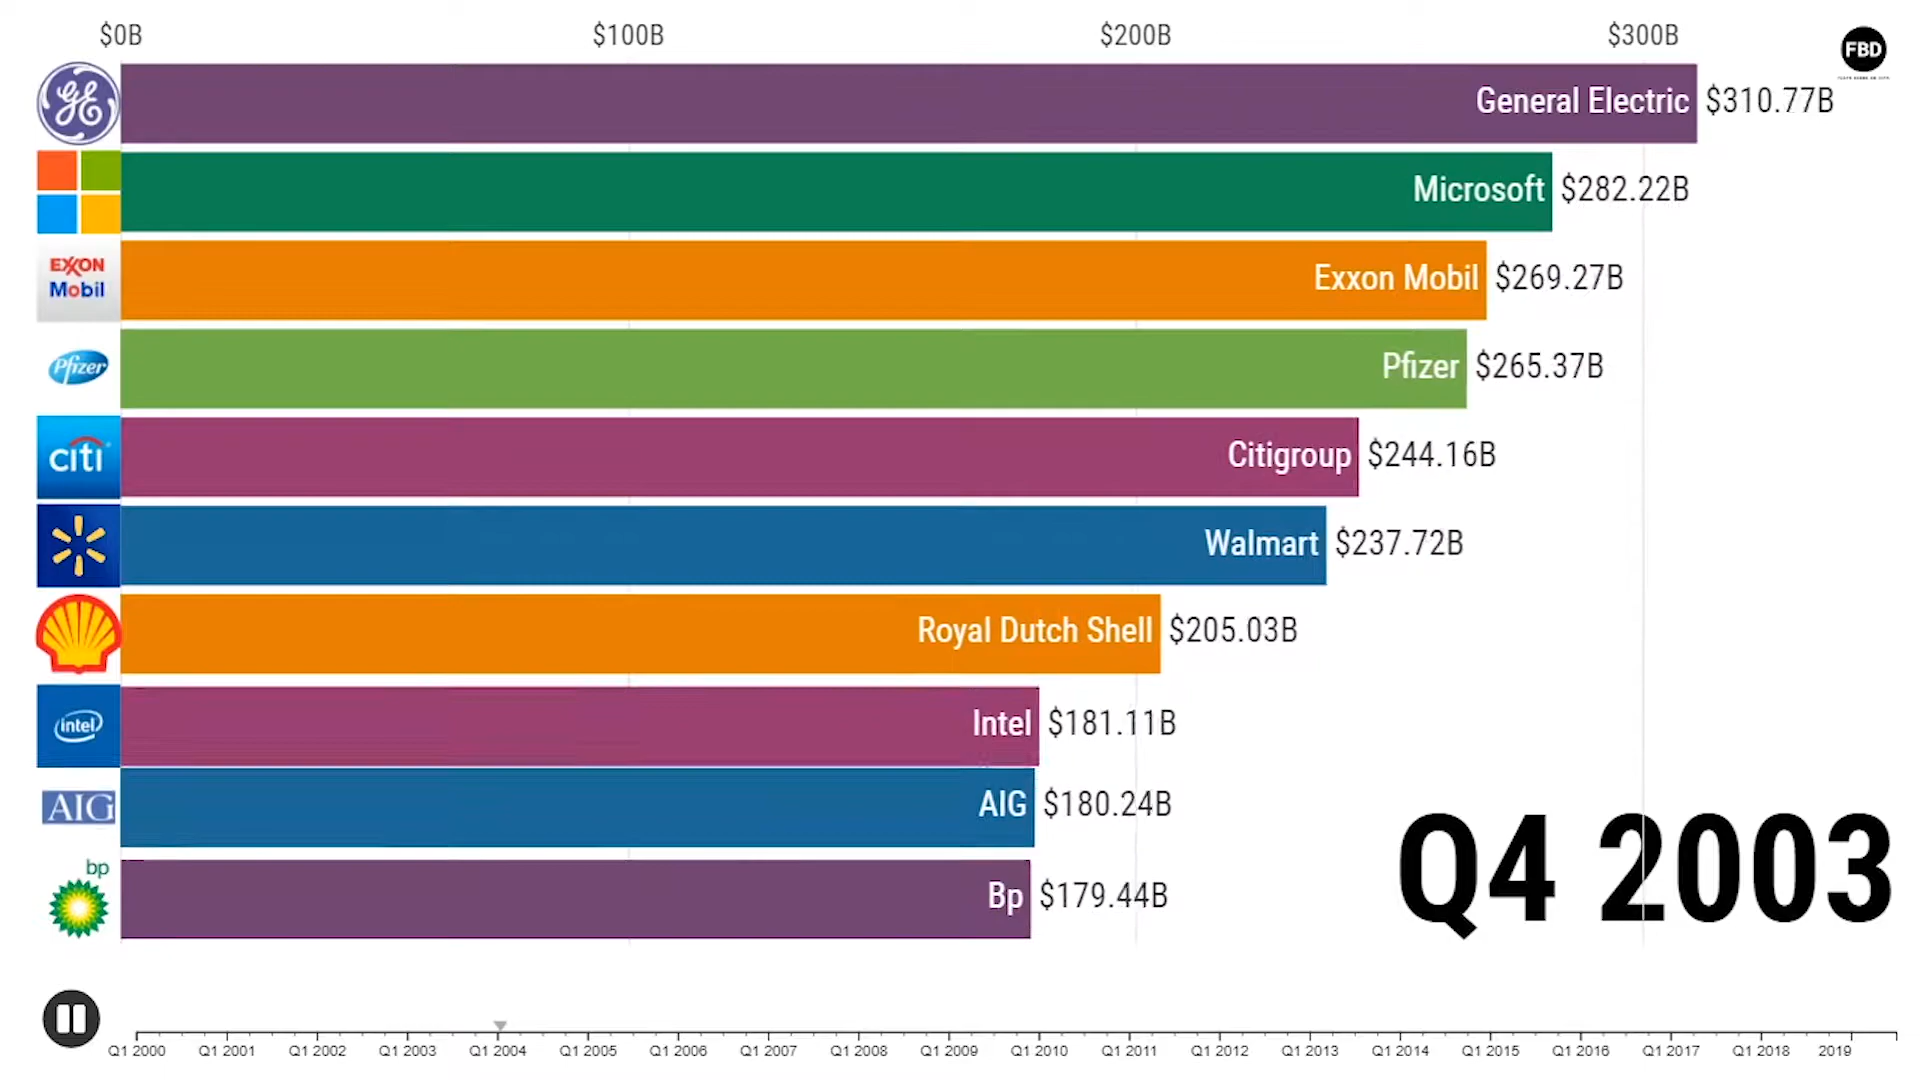 $0B $100B $200B $300B
FBD
GE General Electric $310.77B
Microsoft $282.22B
EXXON
Mobil
Exxon Mobil $269.27B
Pfizer Pfizer $265.37B
citi Citigroup $244.16B
Walmart $237.72B
Royal Dutch Shell $205.03B
intel Intel $181.11B
AIG AIG $180.24B
bp
Bp $179.44B
Q4 2003
Q1 2000 Q1 2001 Q1 2002 Q1 2003 Q1 2004 Q1 2005 Q1 2006 Q1 2007 Q1 2008 Q1 2009 Q1 2010 Q1 2011 Q1 2012 Q1 2013 Q1 2014 Q1 2015 Q1 2016 Q1 2017 Q1 2018 2019